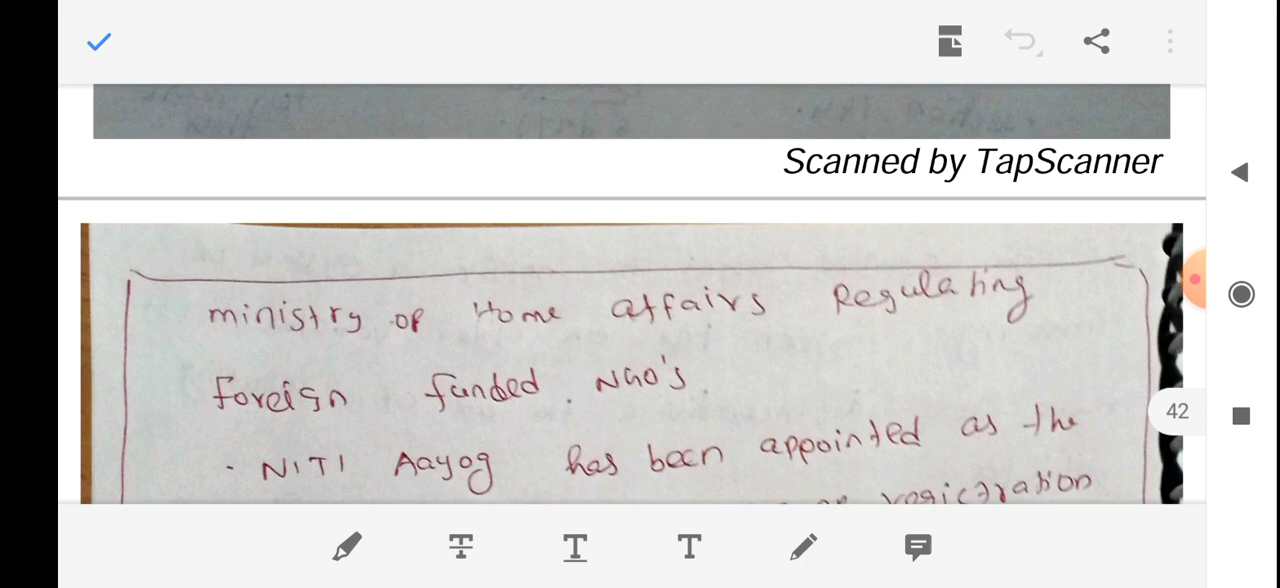 Scanned by TapScanner
ministry of Home affairs Regulating
foreign funded. NGO's
42
- NITI Aayog has been appointed as the
registration